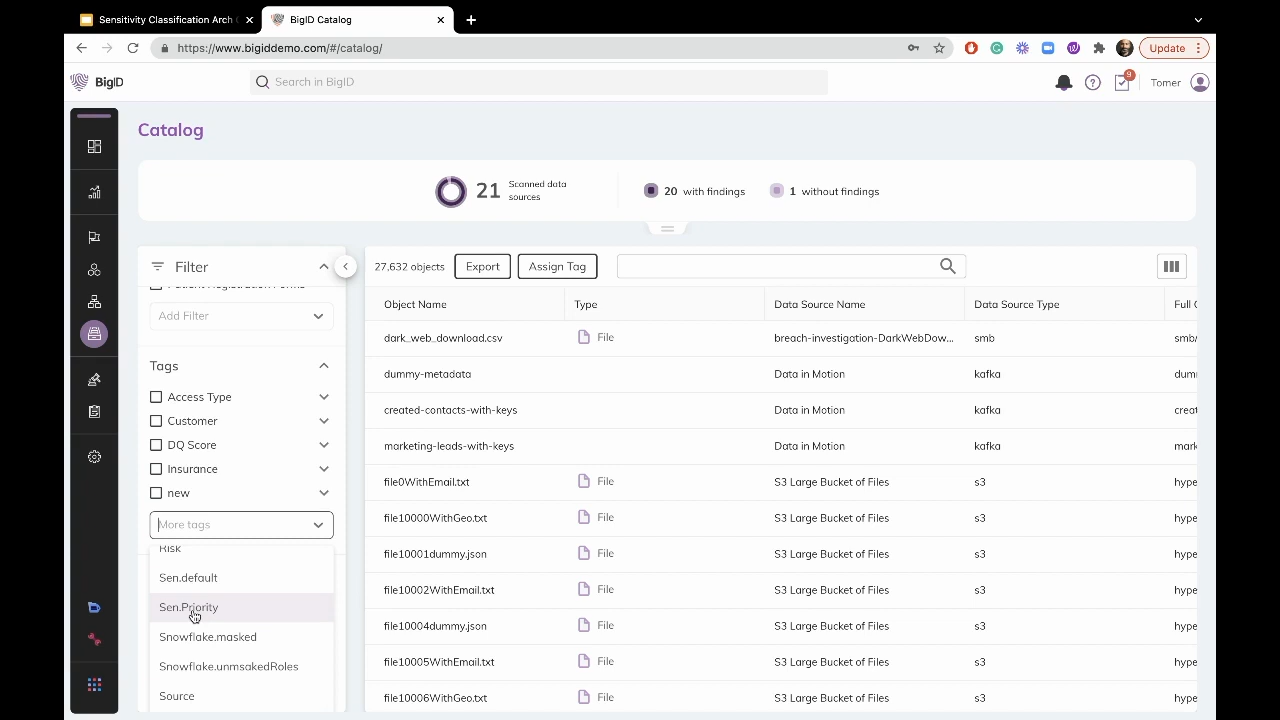 Sensitivity Classification Arch
BigID Catalog
https://www.bigiddemo.com/#/catalog/
Update
BigID
Search in BigID
9
Tomer
Catalog
21
Scanned data
sources
20 with findings
1 without findings
Filter
27,632 objects
Export
Assign Tag
Patient Registration Forms
Add Filter
Tags
Access Type
Customer
DQ Score
Insurance
new
More tags
Risk
Sen.default
Sen.Priority
Snowflake.masked
Snowflake.unmsakedRoles
Source
Object Name Type Data Source Name Data Source Type Full
dark_web_download.csv File breach-investigation-DarkWebDow... smb smb/
dummy-metadata Data in Motion kafka dum
created-contacts-with-keys Data in Motion kafka creat
marketing-leads-with-keys Data in Motion kafka mark
file0WithEmail.txt File S3 Large Bucket of Files s3 hype
file10000WithGeo.txt File S3 Large Bucket of Files s3 hype
file10001dummy.json File S3 Large Bucket of Files s3 hype
file10002WithEmail.txt File S3 Large Bucket of Files s3 hype
file10004dummy.json File S3 Large Bucket of Files s3 hype
file10005WithEmail.txt File S3 Large Bucket of Files s3 hype
file10006WithGeo.txt File S3 Large Bucket of Files s3 hype